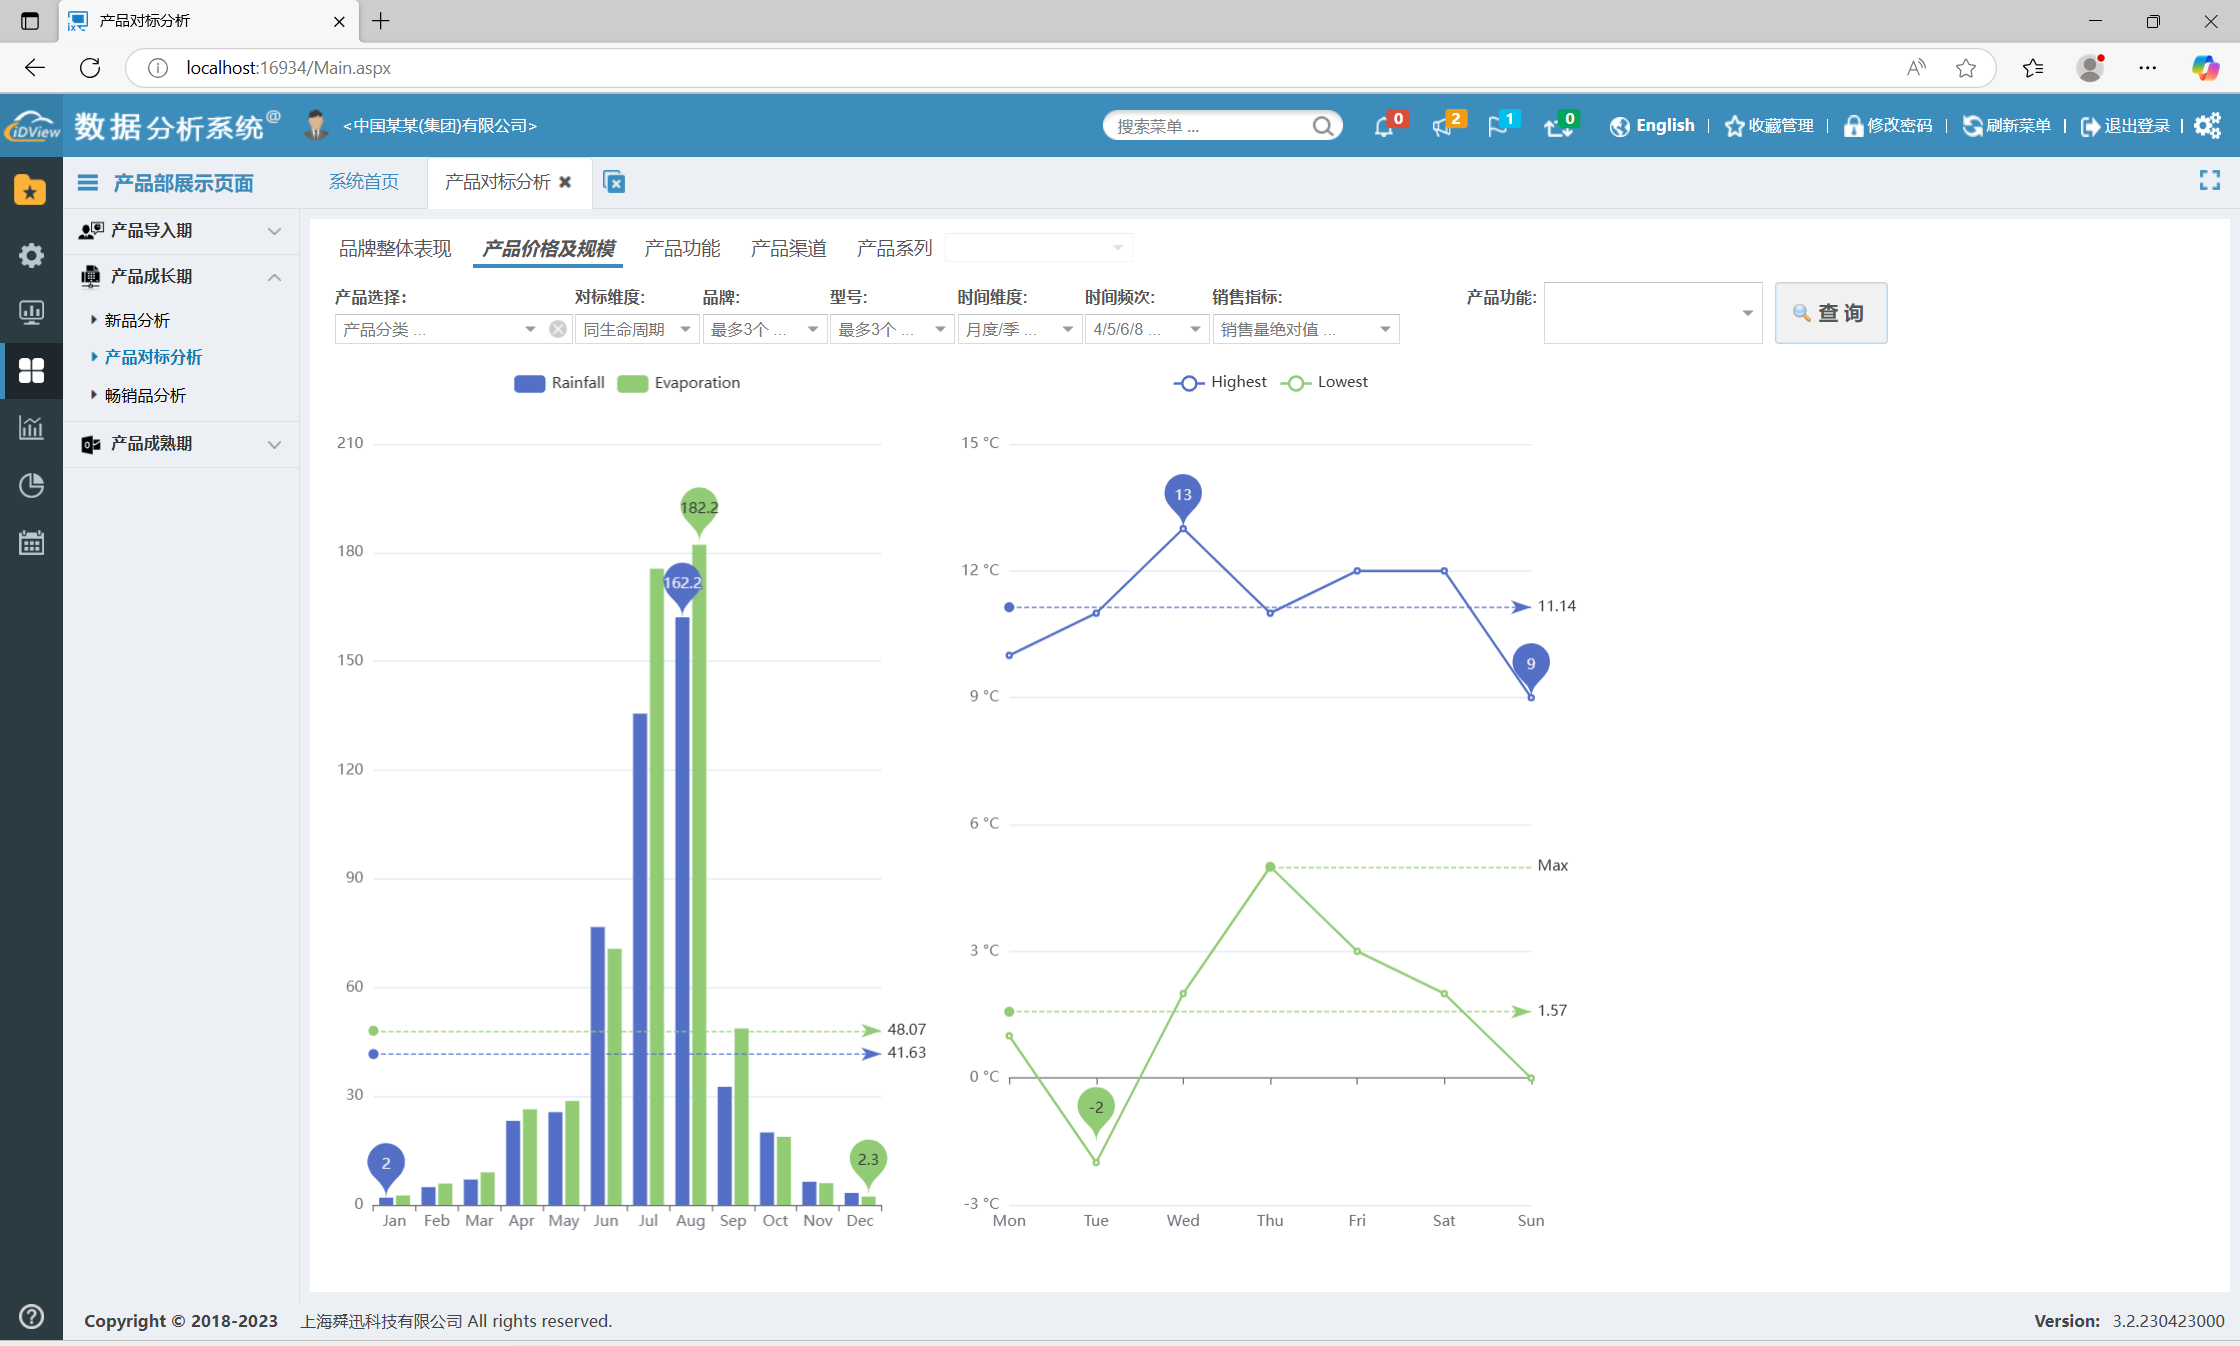 产品对标分析
localhost:16934/Main.aspx
iDView 数据分析系统@ <中国某某(集团)有限公司> 搜索菜单 ... 0 2 1 0 English | 收藏管理 | 修改密码 | 刷新菜单 | 退出登录 |
产品部展示页面 系统首页 产品对标分析
产品导入期
产品成长期
新品分析
产品对标分析
畅销品分析
产品成熟期
品牌整体表现 产品价格及规模 产品功能 产品渠道 产品系列
产品选择: 对标维度: 品牌: 型号: 时间维度: 时间频次: 销售指标: 产品功能:
产品分类 ... 同生命周期 最多3个 ... 最多3个 ... 月度/季 ... 4/5/6/8 ... 销售量绝对值 ... 查 询
Rainfall Evaporation
210
180
150
120
90
60
30
0
182.2
162.2
48.07
41.63
2
2.3
Jan Feb Mar Apr May Jun Jul Aug Sep Oct Nov Dec
Highest Lowest
15 °C
12 °C
9 °C
6 °C
3 °C
0 °C
-3 °C
13
11.14
9
Max
1.57
-2
Mon Tue Wed Thu Fri Sat Sun
Copyright © 2018-2023 上海舜迅科技有限公司 All rights reserved. Version: 3.2.230423000